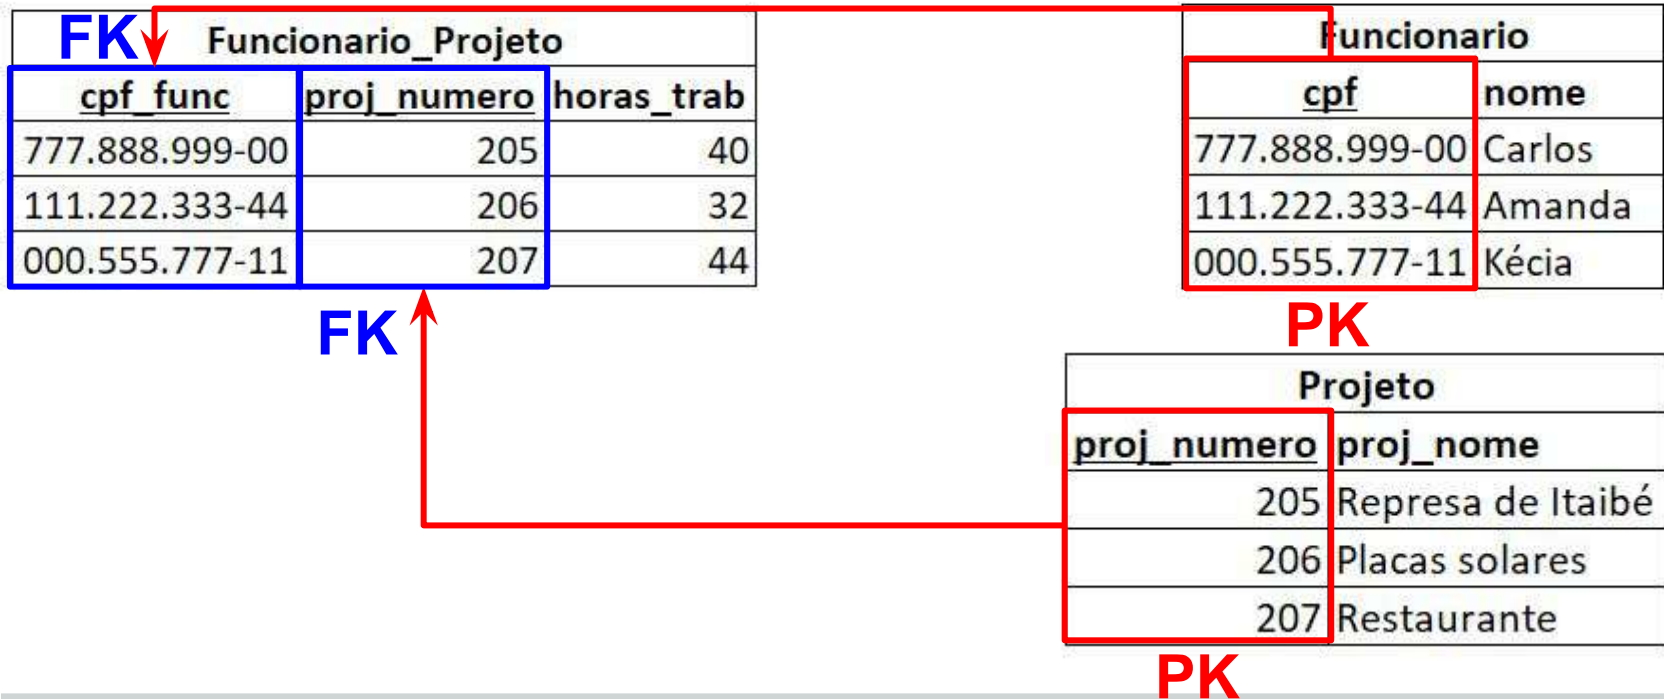 FK
Funcionario_Projeto
cpf_func proj_numero horas_trab
777.888.999-00 205 40
111.222.333-44 206 32
000.555.777-11 207 44
FK
Funcionario
cpf nome
777.888.999-00 Carlos
111.222.333-44 Amanda
000.555.777-11 Kécia
PK
Projeto
proj_numero proj_nome
205 Represa de Itaibé
206 Placas solares
207 Restaurante
PK